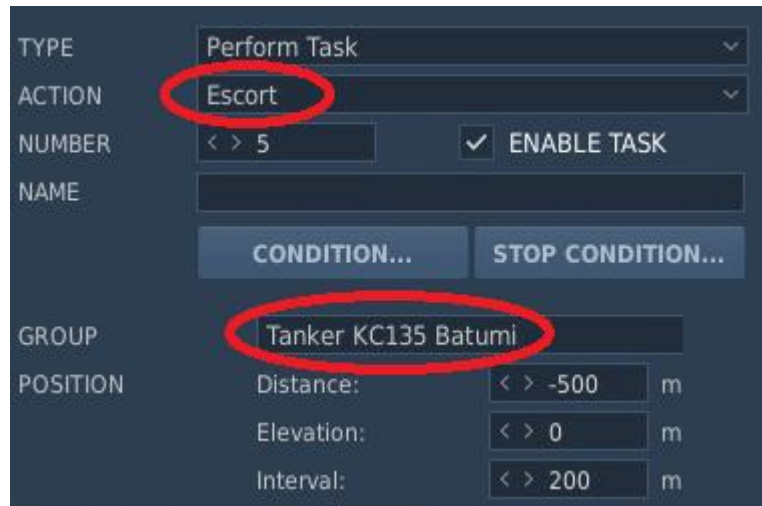 TYPE Perform Task
ACTION Escort
NUMBER < > 5 ENABLE TASK
NAME
CONDITION... STOP CONDITION...
GROUP Tanker KC135 Batumi
POSITION Distance: < > -500 m
Elevation: < > 0 m
Interval: < > 200 m